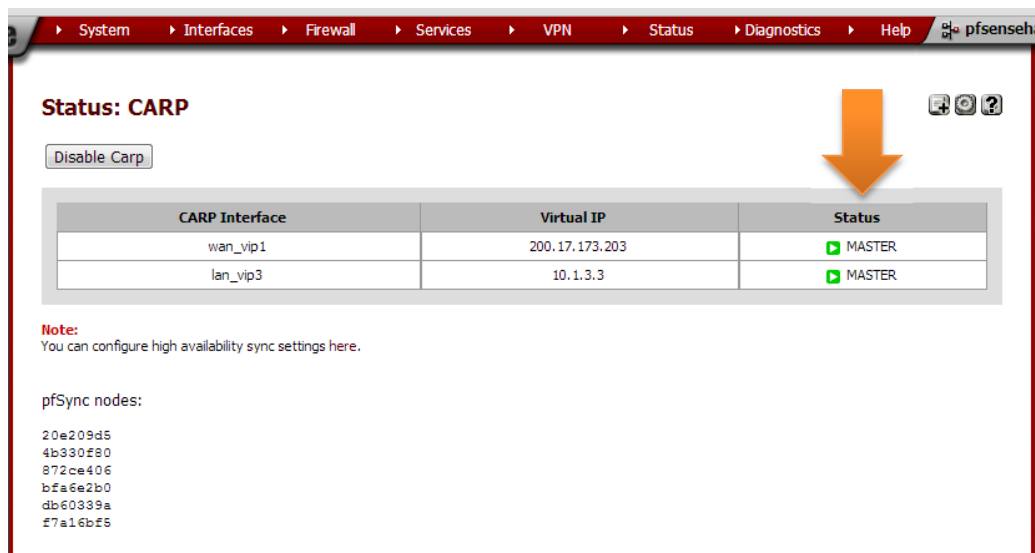 System Interfaces Firewall Services VPN Status Diagnostics Help pfsenseha
Status: CARP
Disable Carp
CARP Interface Virtual IP Status
wan_vip1 200.17.173.203 MASTER
lan_vip3 10.1.3.3 MASTER
Note:
You can configure high availability sync settings here.
pfSync nodes:
20e209d5
4b330f80
872ce406
bfa6e2b0
db60339a
f7a16bf5